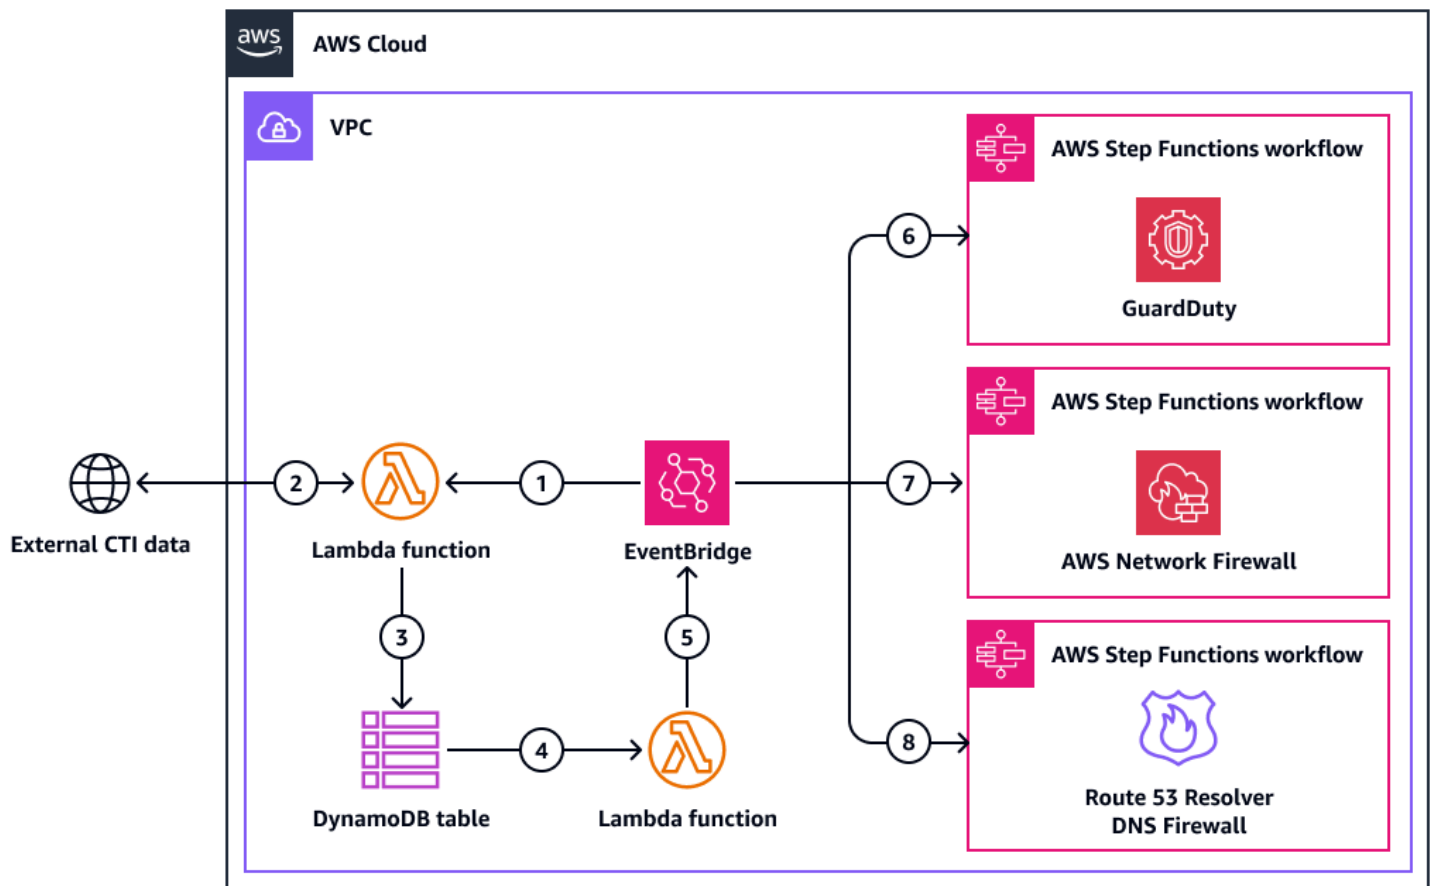 aws
AWS Cloud
VPC
AWS Step Functions workflow
GuardDuty
6
AWS Step Functions workflow
AWS Network Firewall
7
External CTI data
2
Lambda function
1
EventBridge
3
5
DynamoDB table
4
Lambda function
8
AWS Step Functions workflow
Route 53 Resolver
DNS Firewall